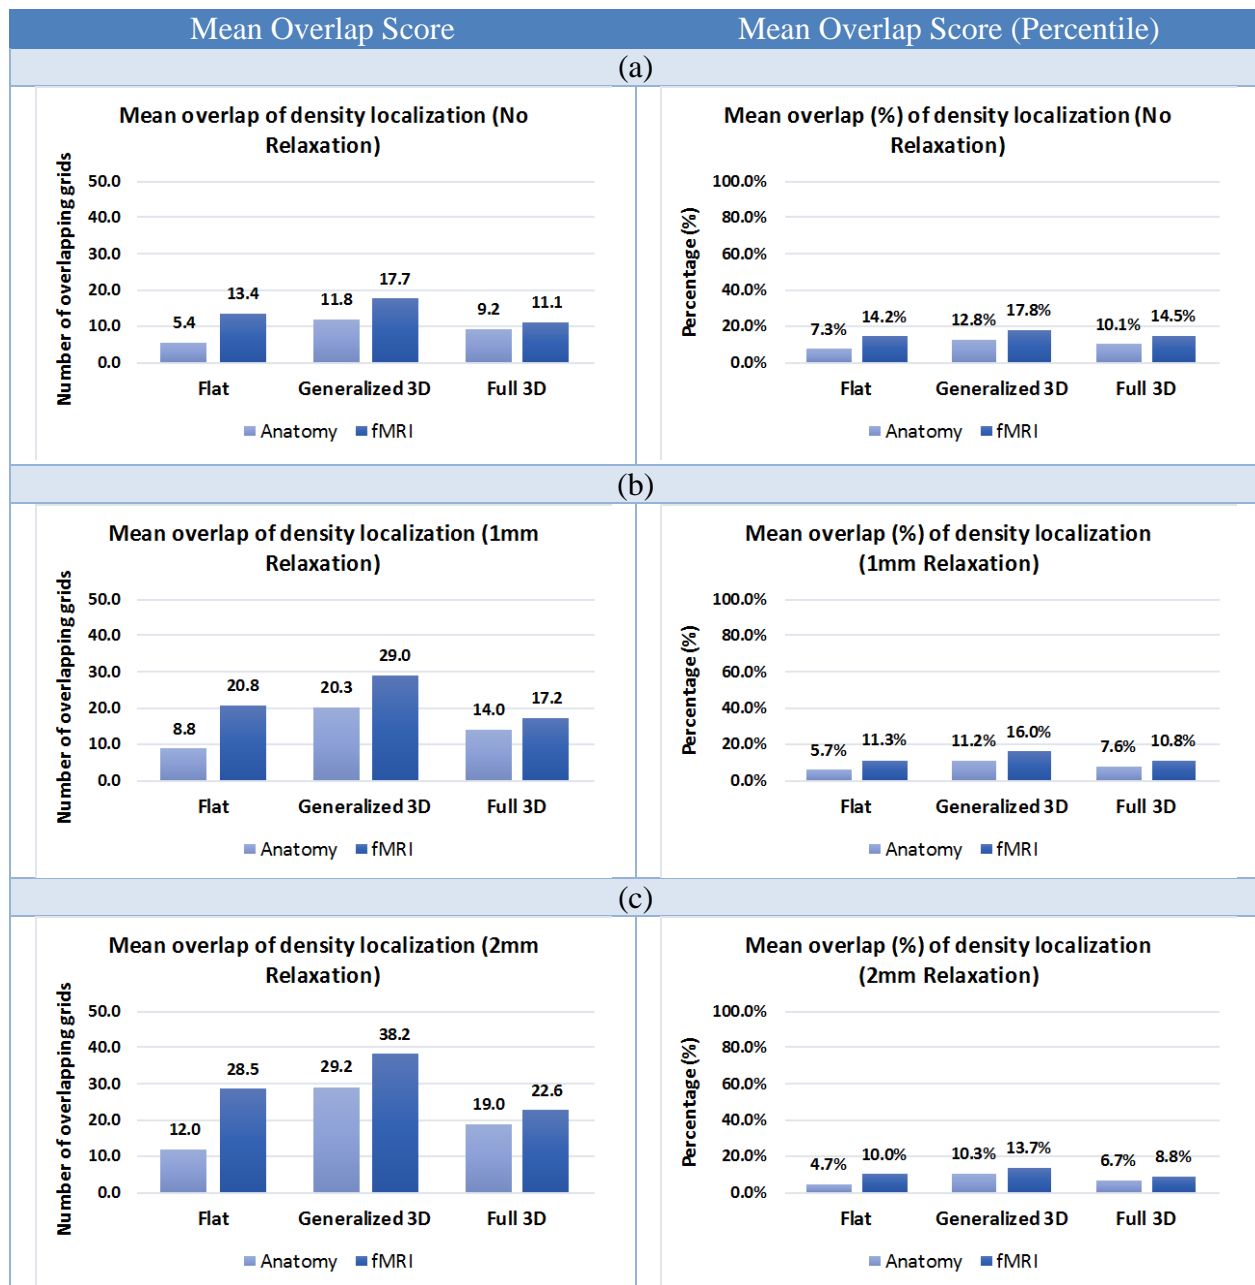 Mean Overlap Score
Mean Overlap Score (Percentile)
(a)
Mean overlap of density localization (No
Relaxation)
Number of overlapping grids
50.0
40.0
30.0
20.0
10.0
0.0
5.4
13.4
11.8
17.7
9.2
11.1
Flat
Generalized 3D
Full 3D
Anatomy
fMRI
Mean overlap (%) of density localization (No
Relaxation)
Percentage (%)
100.0%
80.0%
60.0%
40.0%
20.0%
0.0%
7.3%
14.2%
12.8%
17.8%
10.1%
14.5%
Flat
Generalized 3D
Full 3D
Anatomy
fMRI
(b)
Mean overlap of density localization (1mm
Relaxation)
Number of overlapping grids
50.0
40.0
30.0
20.0
10.0
0.0
8.8
20.8
20.3
29.0
14.0
17.2
Flat
Generalized 3D
Full 3D
Anatomy
fMRI
Mean overlap (%) of density localization
(1mm Relaxation)
Percentage (%)
100.0%
80.0%
60.0%
40.0%
20.0%
0.0%
5.7%
11.3%
11.2%
16.0%
7.6%
10.8%
Flat
Generalized 3D
Full 3D
Anatomy
fMRI
(c)
Mean overlap of density localization (2mm
Relaxation)
Number of overlapping grids
50.0
40.0
30.0
20.0
10.0
0.0
12.0
28.5
29.2
38.2
19.0
22.6
Flat
Generalized 3D
Full 3D
Anatomy
fMRI
Mean overlap (%) of density localization
(2mm Relaxation)
Percentage (%)
100.0%
80.0%
60.0%
40.0%
20.0%
0.0%
4.7%
10.0%
10.3%
13.7%
6.7%
8.8%
Flat
Generalized 3D
Full 3D
Anatomy
fMRI